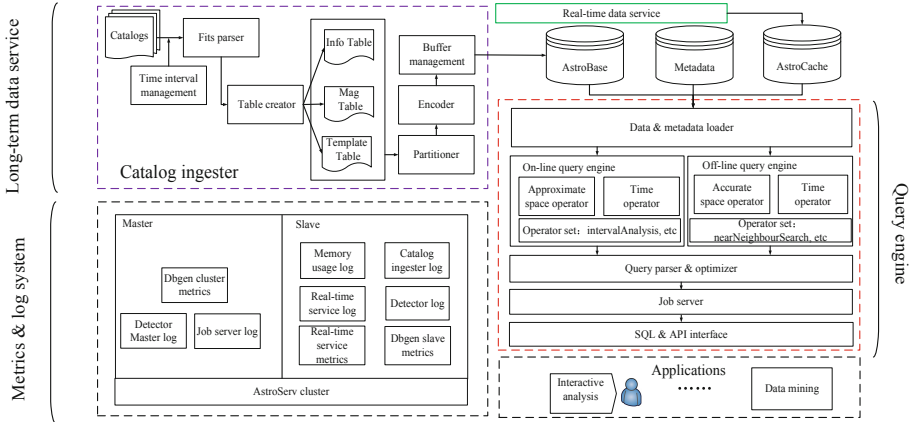 Long-term data service
Catalogs
Fits parser
Time interval
management
Table creator
Info Table
Mag
Table
Template
Table
Buffer
management
Encoder
Partitioner
Catalog ingester
Real-time data service
AstroBase
Metadata
AstroCache
Data & metadata loader
On-line query engine
Approximate
space operator
Time
operator
Operator set: intervalAnalysis, etc
Off-line query engine
Accurate
space operator
Time
operator
Operator set:
nearNeighbourSearch, etc
Query parser & optimizer
Job server
SQL & API interface
Query engine
Metrics & log system
Master
Dbgen cluster
metrics
Detector
Master log
Job server log
Slave
Memory
usage log
Catalog
ingester log
Real-time
service log
Detector log
Real-time
service metrics
Dbgen slave
metrics
AstroServ cluster
Applications
Interactive
analysis
······
Data mining